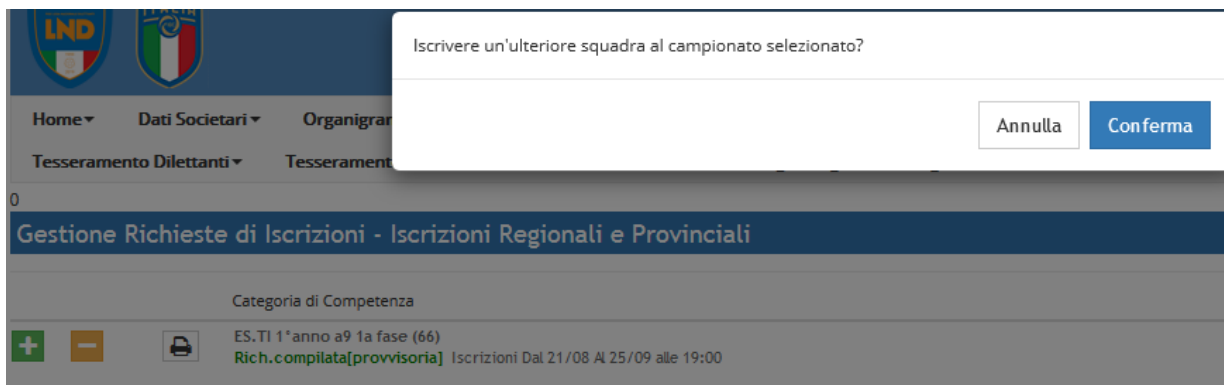 LND
ITALIA
Iscrivere un'ulteriore squadra al campionato selezionato?
Annulla
Conferma
Home
Dati Societari
Organigran
Tesseramento Dilettanti
Tesserament
0
Gestione Richieste di Iscrizioni - Iscrizioni Regionali e Provinciali
Categoria di Competenza
ES.TI 1°anno a9 1a fase (66)
Rich.compilata[provvisoria] Iscrizioni Dal 21/08 Al 25/09 alle 19:00